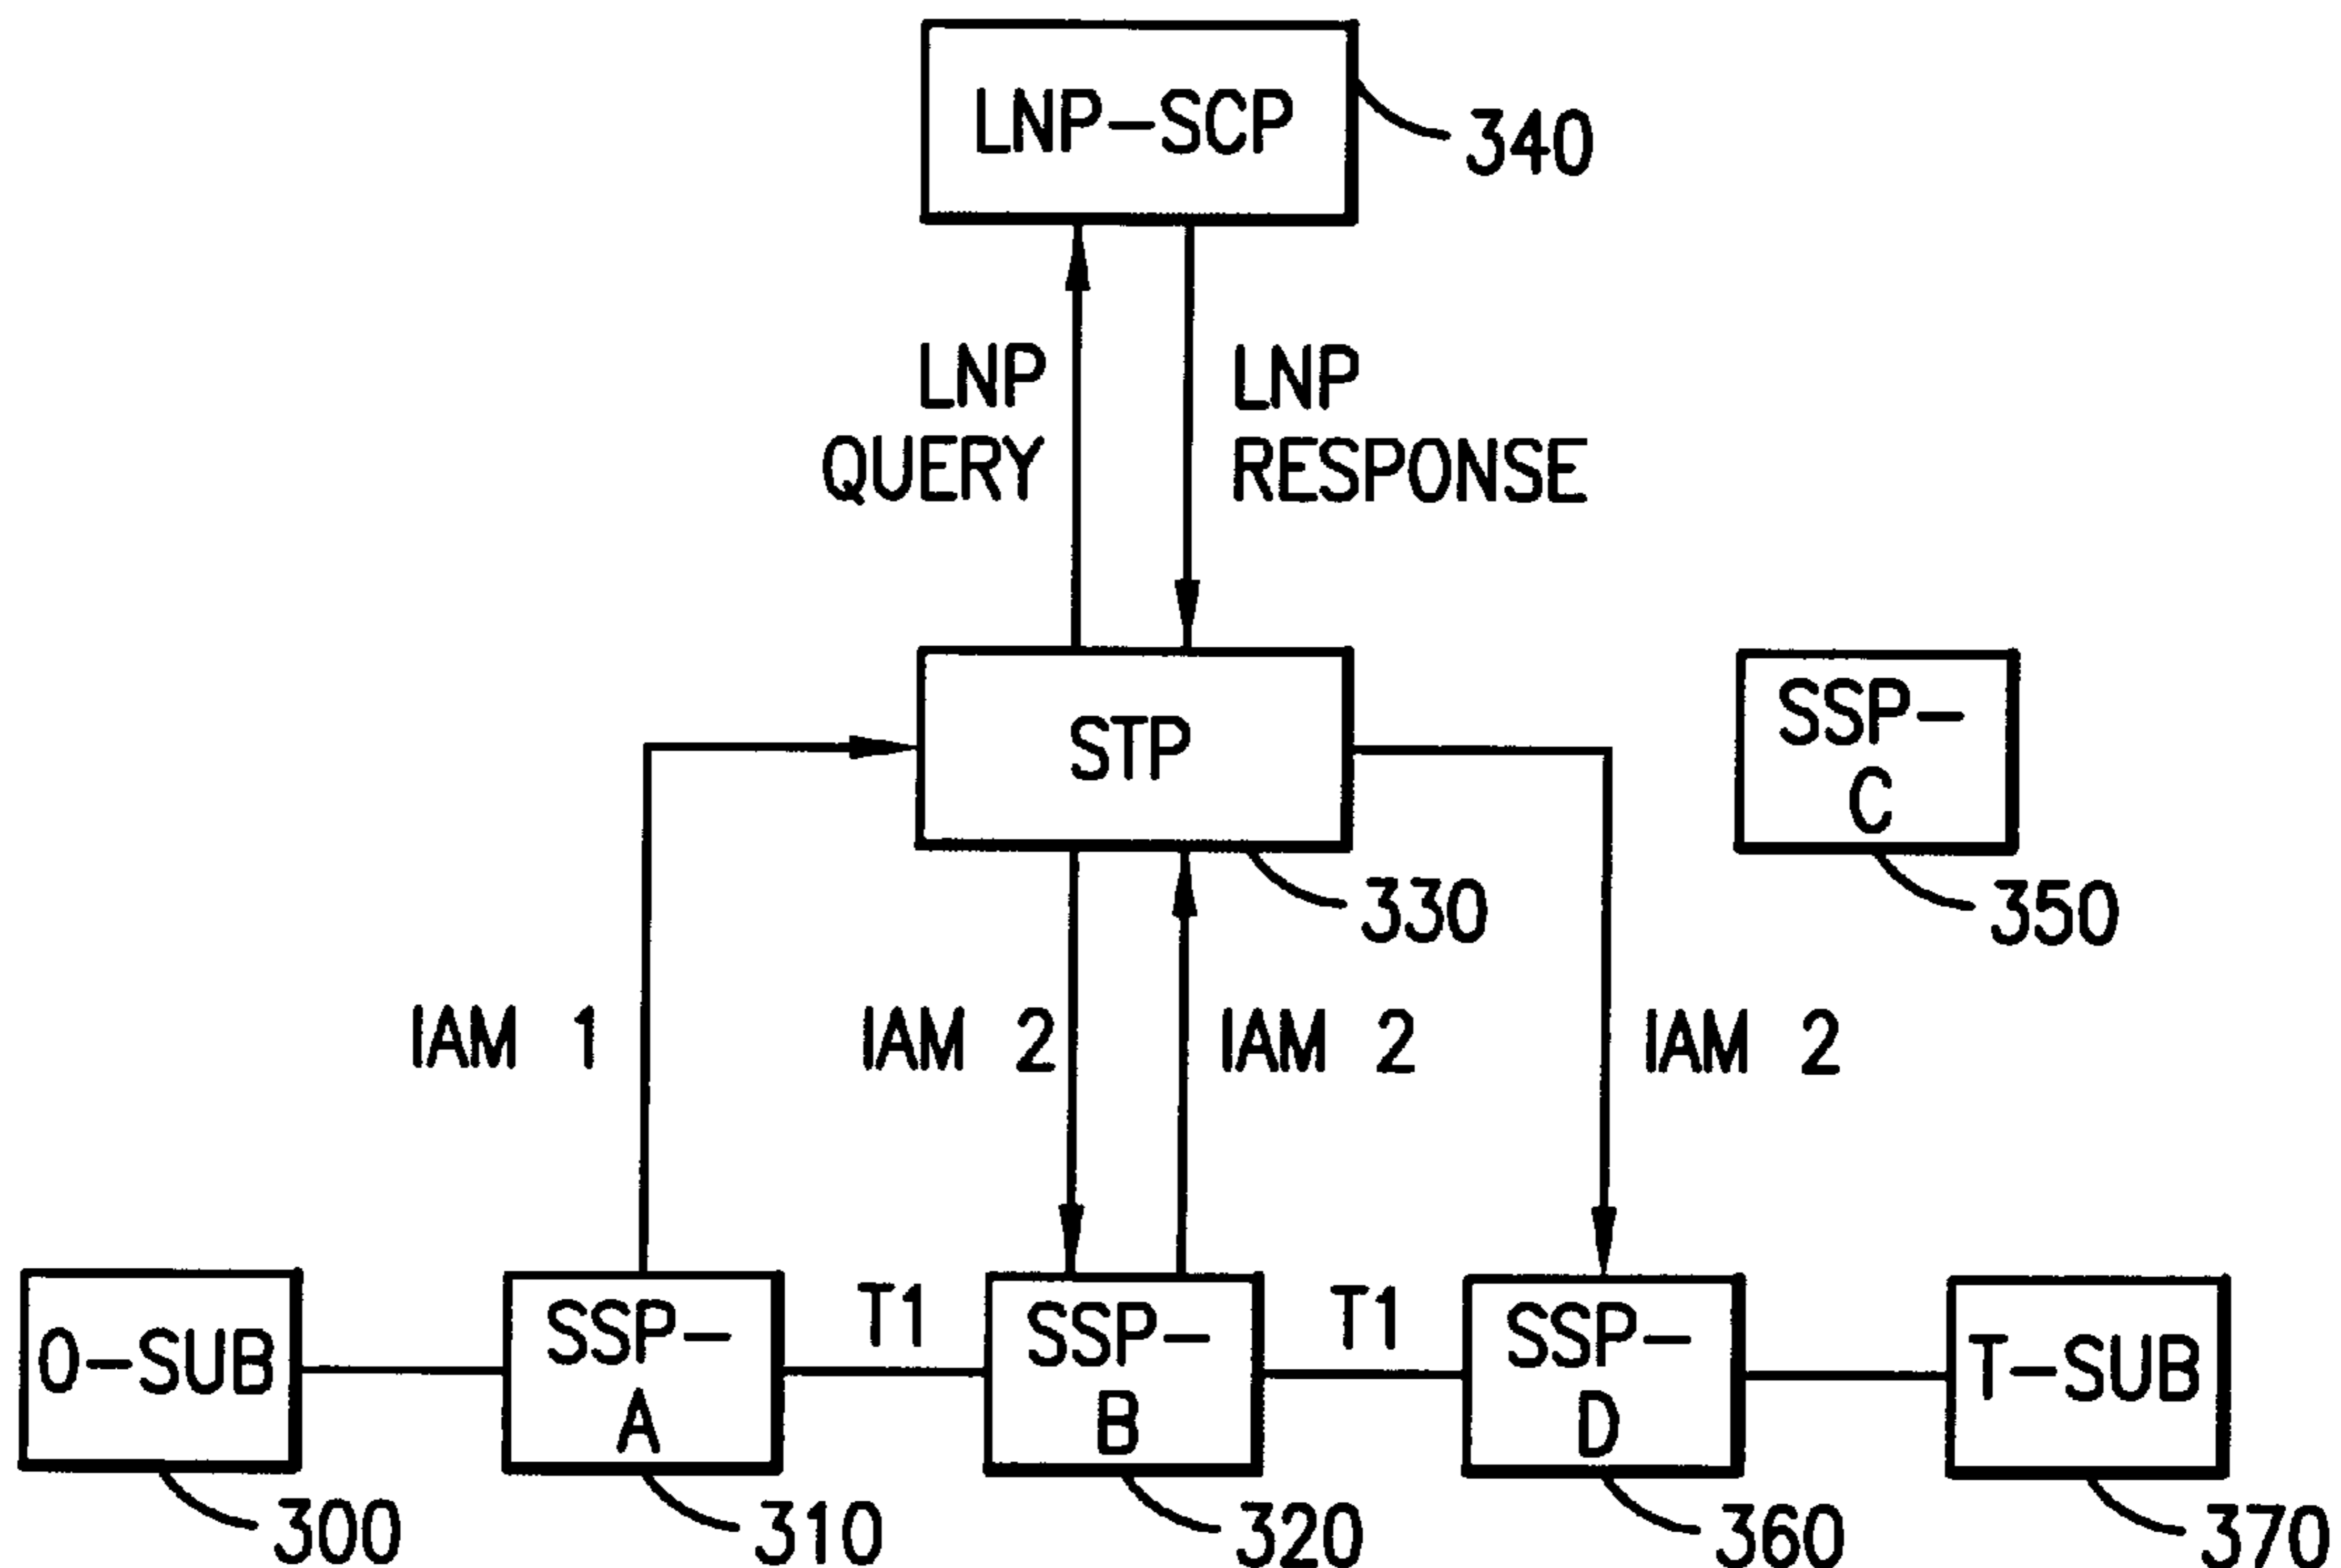 LNP-SCP
340
LNP
QUERY
LNP
RESPONSE
STP
330
SSP-
C
350
IAM 1
IAM 2
IAM 2
IAM 2
O-SUB
300
SSP-
A
310
T1
SSP-
B
320
T1
SSP-
D
360
T-SUB
370